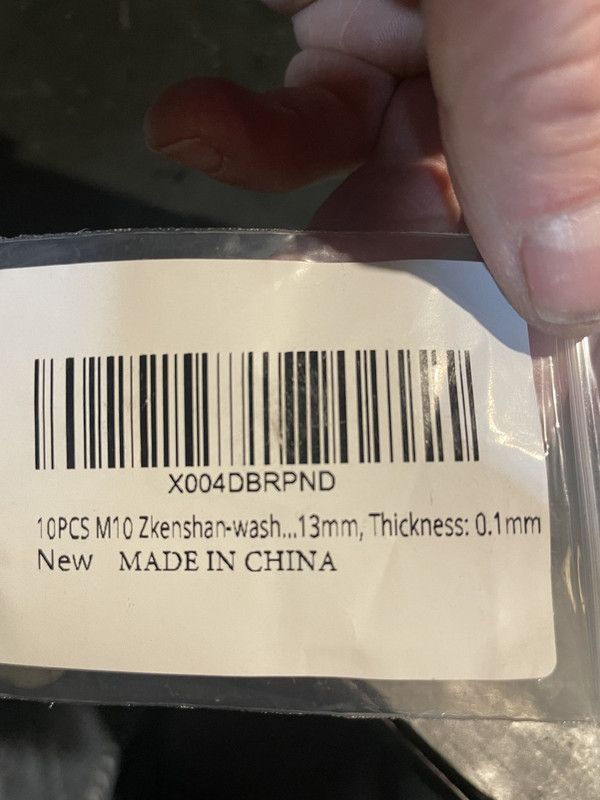 X004DBRPND
10PCS M10 Zkenshan-wash...13mm, Thickness: 0.1mm
New MADE IN CHINA